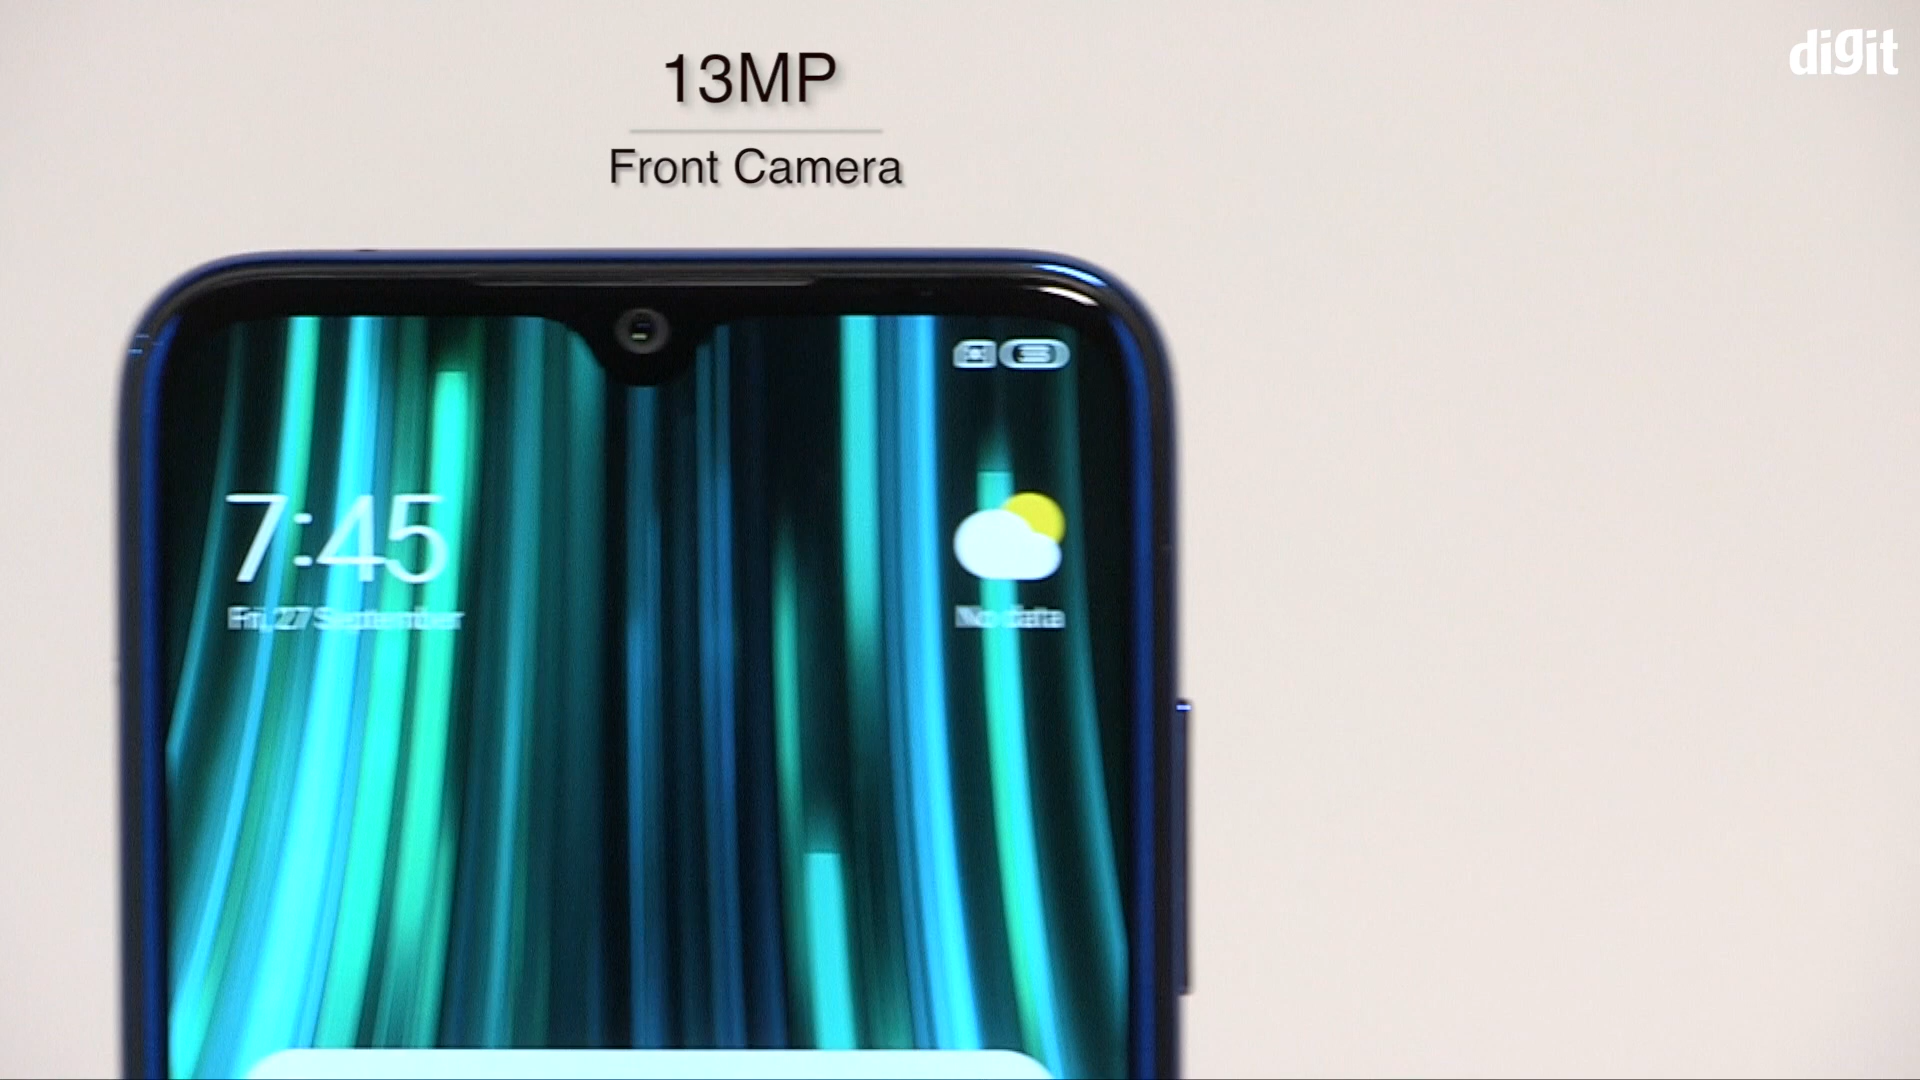 digit
13MP
Front Camera
7:45
Fri, 27 September
No data